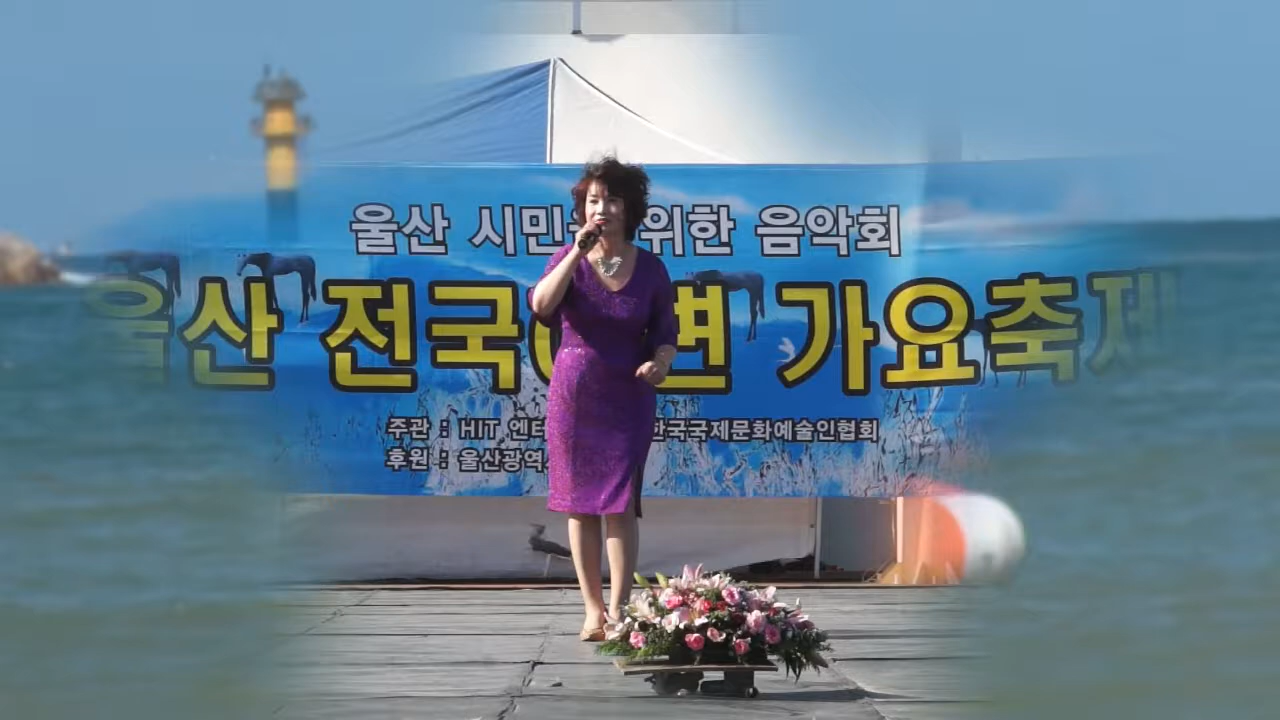 울산 시민을 위한 음악회
울산 전국 가요축제
주관 : HIT 한국국제문화예술인협회
후원 : 울산광역